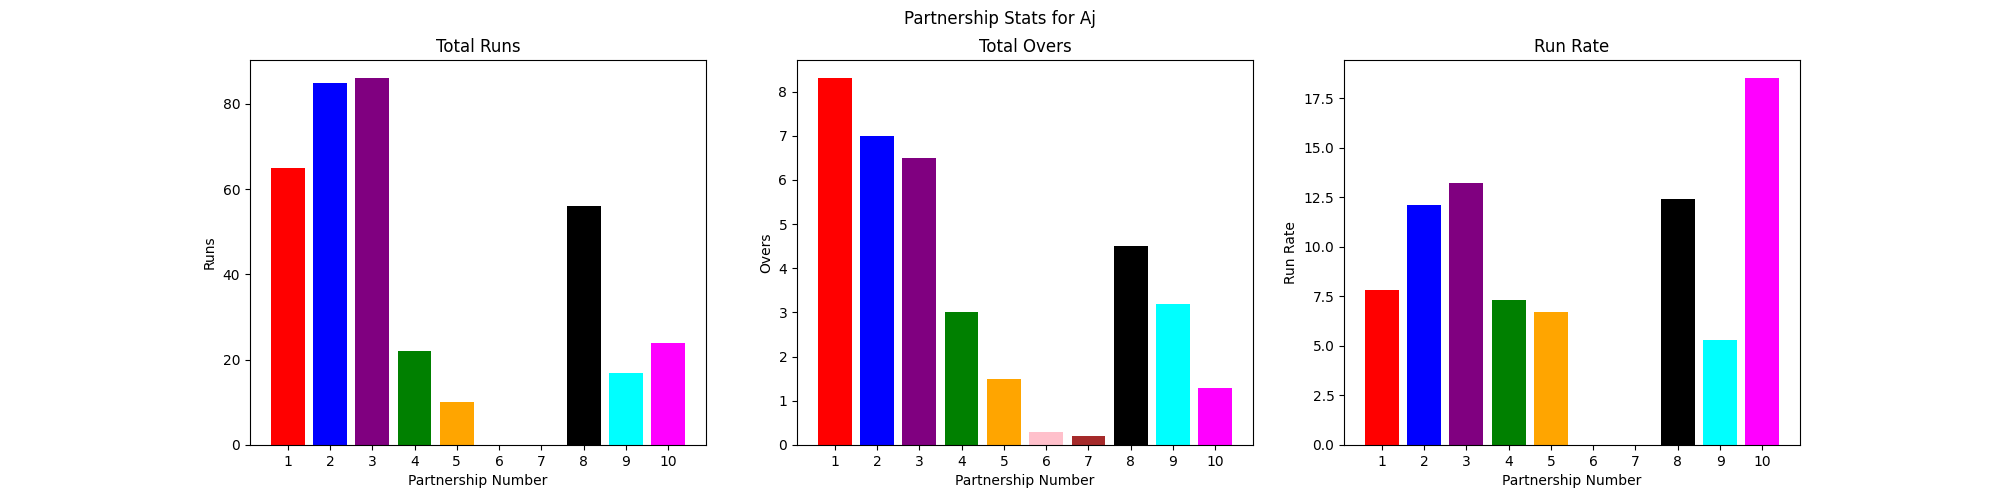 Partnership Stats for Aj
Total Runs
Runs
80
60
40
20
0
1 2 3 4 5 6 7 8 9 10
Partnership Number
Total Overs
Overs
8
7
6
5
4
3
2
1
0
1 2 3 4 5 6 7 8 9 10
Partnership Number
Run Rate
Run Rate
17.5
15.0
12.5
10.0
7.5
5.0
2.5
0.0
1 2 3 4 5 6 7 8 9 10
Partnership Number